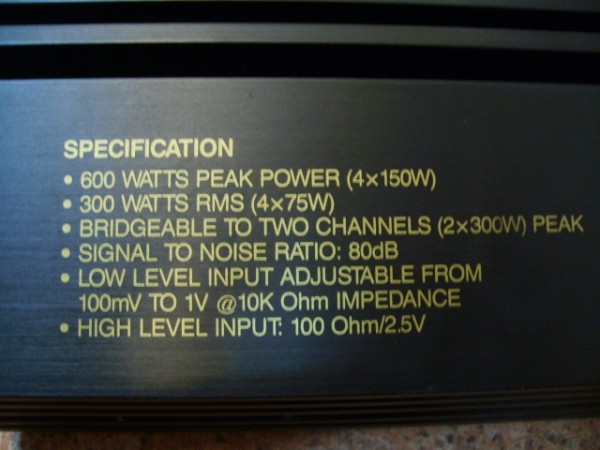 SPECIFICATION
• 600 WATTS PEAK POWER (4×150W)
• 300 WATTS RMS (4×75W)
• BRIDGEABLE TO TWO CHANNELS (2×300W) PEAK
• SIGNAL TO NOISE RATIO: 80dB
• LOW LEVEL INPUT ADJUSTABLE FROM
100mV TO 1V @10K Ohm IMPEDANCE
• HIGH LEVEL INPUT: 100 Ohm/2.5V